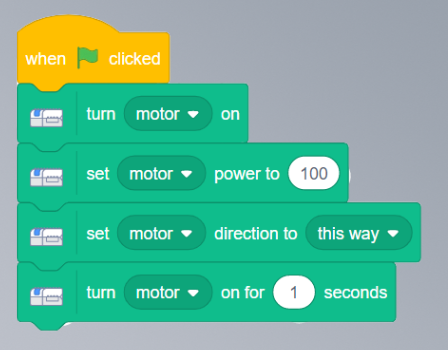 when clicked
turn motor on
set motor power to 100
set motor direction to this way
turn motor on for 1 seconds